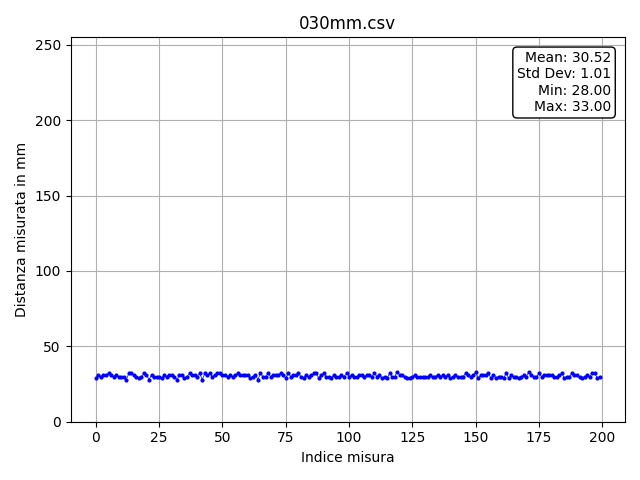 030mm.csv
Mean: 30.52
Std Dev: 1.01
Min: 28.00
Max: 33.00
Distanza misurata in mm
250
200
150
100
50
0
0 25 50 75 100 125 150 175 200
Indice misura